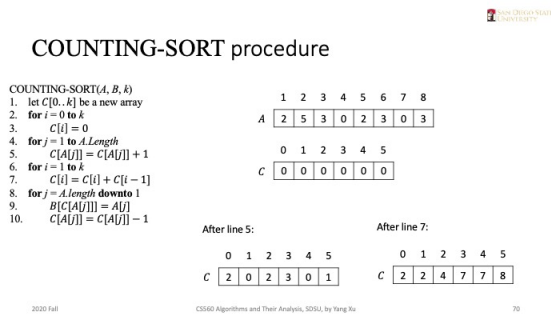 SAN DIEGO STATE
UNIVERSITY
COUNTING-SORT procedure
COUNTING-SORT(A, B, k)
1. let C[0..k] be a new array
2. for i = 0 to k
3. C[i] = 0
4. for j = 1 to A.Length
5. C[A[j]] = C[A[j]] + 1
6. for i = 1 to k
7. C[i] = C[i] + C[i − 1]
8. for j = A.length downto 1
9. B[C[A[j]]] = A[j]
10. C[A[j]] = C[A[j]] − 1
1 2 3 4 5 6 7 8
A 2 5 3 0 2 3 0 3
0 1 2 3 4 5
C 0 0 0 0 0 0
After line 5:
0 1 2 3 4 5
C 2 0 2 3 0 1
After line 7:
0 1 2 3 4 5
C 2 2 4 7 7 8
2020 Fall
CS560 Algorithms and Their Analysis, SDSU, by Yang Xu
70